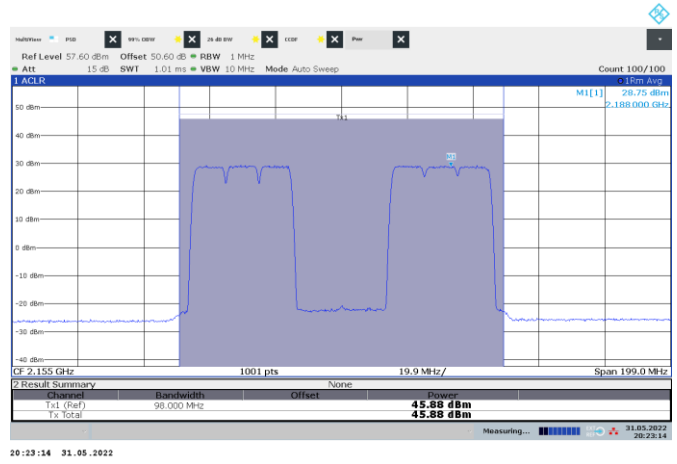 MultiView PSD 99% OBW 26 dB BW CCDF Pwr
Ref Level 57.60 dBm Offset 50.60 dB RBW 1 MHz
Att 15 dB SWT 1.01 ms VBW 10 MHz Mode Auto Sweep Count 100/100
1 ACLR 1Rm Avg
M1[1] 28.75 dBm
2.188000 GHz
50 dBm
Tx1
40 dBm
30 dBm
M1
20 dBm
10 dBm
0 dBm
-10 dBm
-20 dBm
-30 dBm
-40 dBm
CF 2.155 GHz 1001 pts 19.9 MHz/ Span 199.0 MHz
2 Result Summary None
Channel Bandwidth Offset Power
Tx1 (Ref) 98.000 MHz 45.88 dBm
Tx Total 45.88 dBm
Measuring... 31.05.2022
20:23:14
20:23:14 31.05.2022